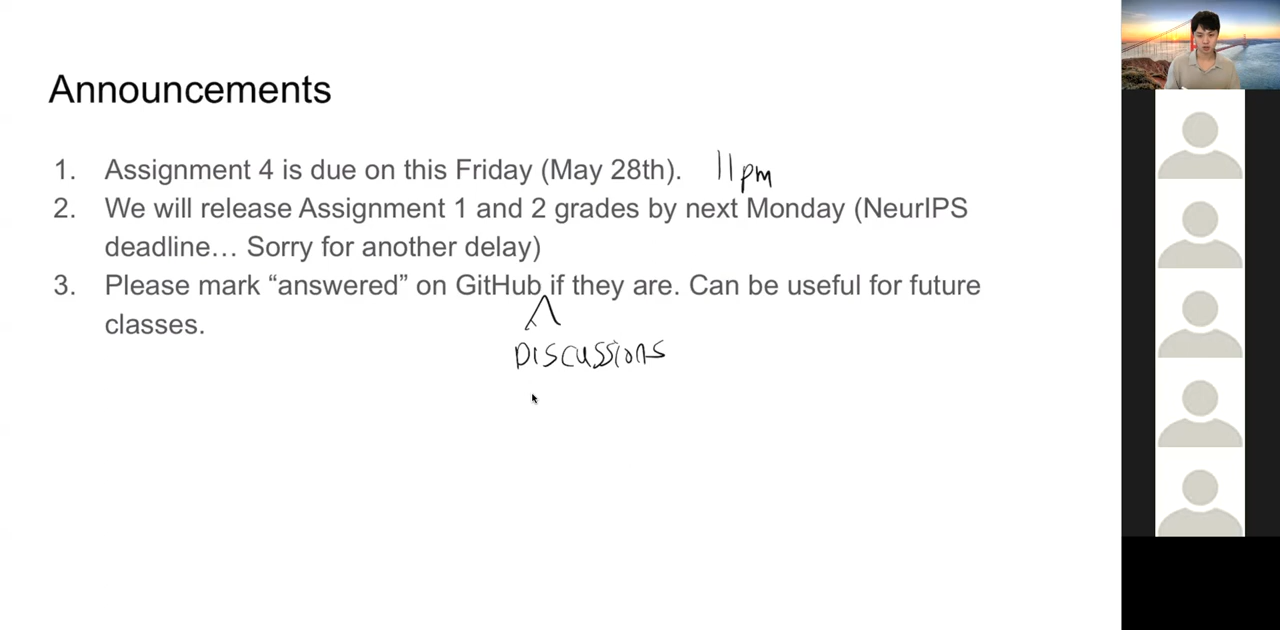 Announcements
1. Assignment 4 is due on this Friday (May 28th). 11pm
2. We will release Assignment 1 and 2 grades by next Monday (NeurIPS
deadline… Sorry for another delay)
3. Please mark “answered” on GitHub if they are. Can be useful for future
classes.
Discussions